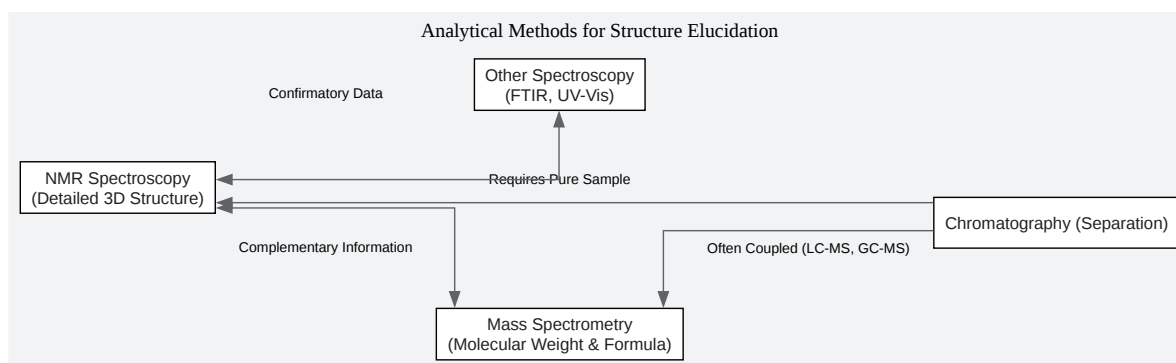 Analytical Methods for Structure Elucidation
Other Spectroscopy
(FTIR, UV-Vis)
Confirmatory Data
NMR Spectroscopy
(Detailed 3D Structure)
Requires Pure Sample
Chromatography (Separation)
Complementary Information
Often Coupled (LC-MS, GC-MS)
Mass Spectrometry
(Molecular Weight & Formula)